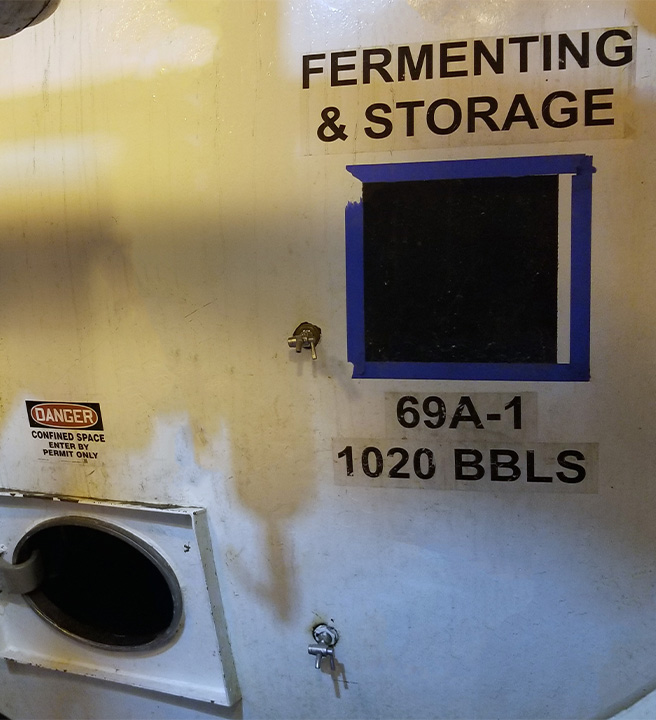 FERMENTING
& STORAGE
69A-1
1020 BBLS
DANGER
CONFINED SPACE
ENTER BY
PERMIT ONLY